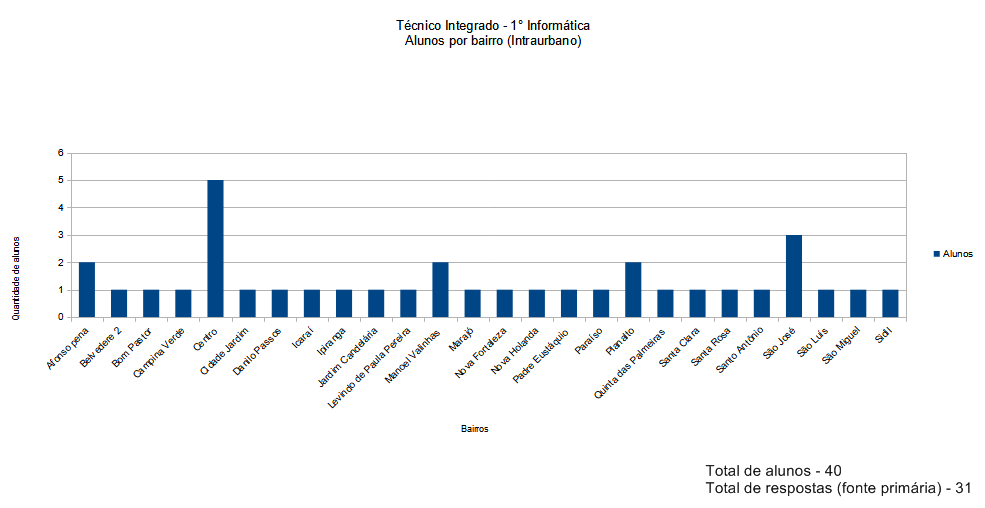 Técnico Integrado - 1° Informática
Alunos por bairro (Intraurbano)
6
5
4
3
2
1
0
Quantidade de alunos
Afonso pena
Belvedere 2
Bom Pastor
Campina Verde
Centro
Cidade Jardim
Danilo Passos
Icaraí
Ipiranga
Jardim Candelária
Levindo de Paula Pereira
Manoel Valinhas
Marajó
Nova Fortaleza
Nova Holanda
Padre Eustáquio
Paraíso
Planalto
Quinta das Palmeiras
Santa Clara
Santa Rosa
Santo Antônio
São José
São Luís
São Miguel
Sidil
Bairros
Alunos
Total de alunos - 40
Total de respostas (fonte primária) - 31